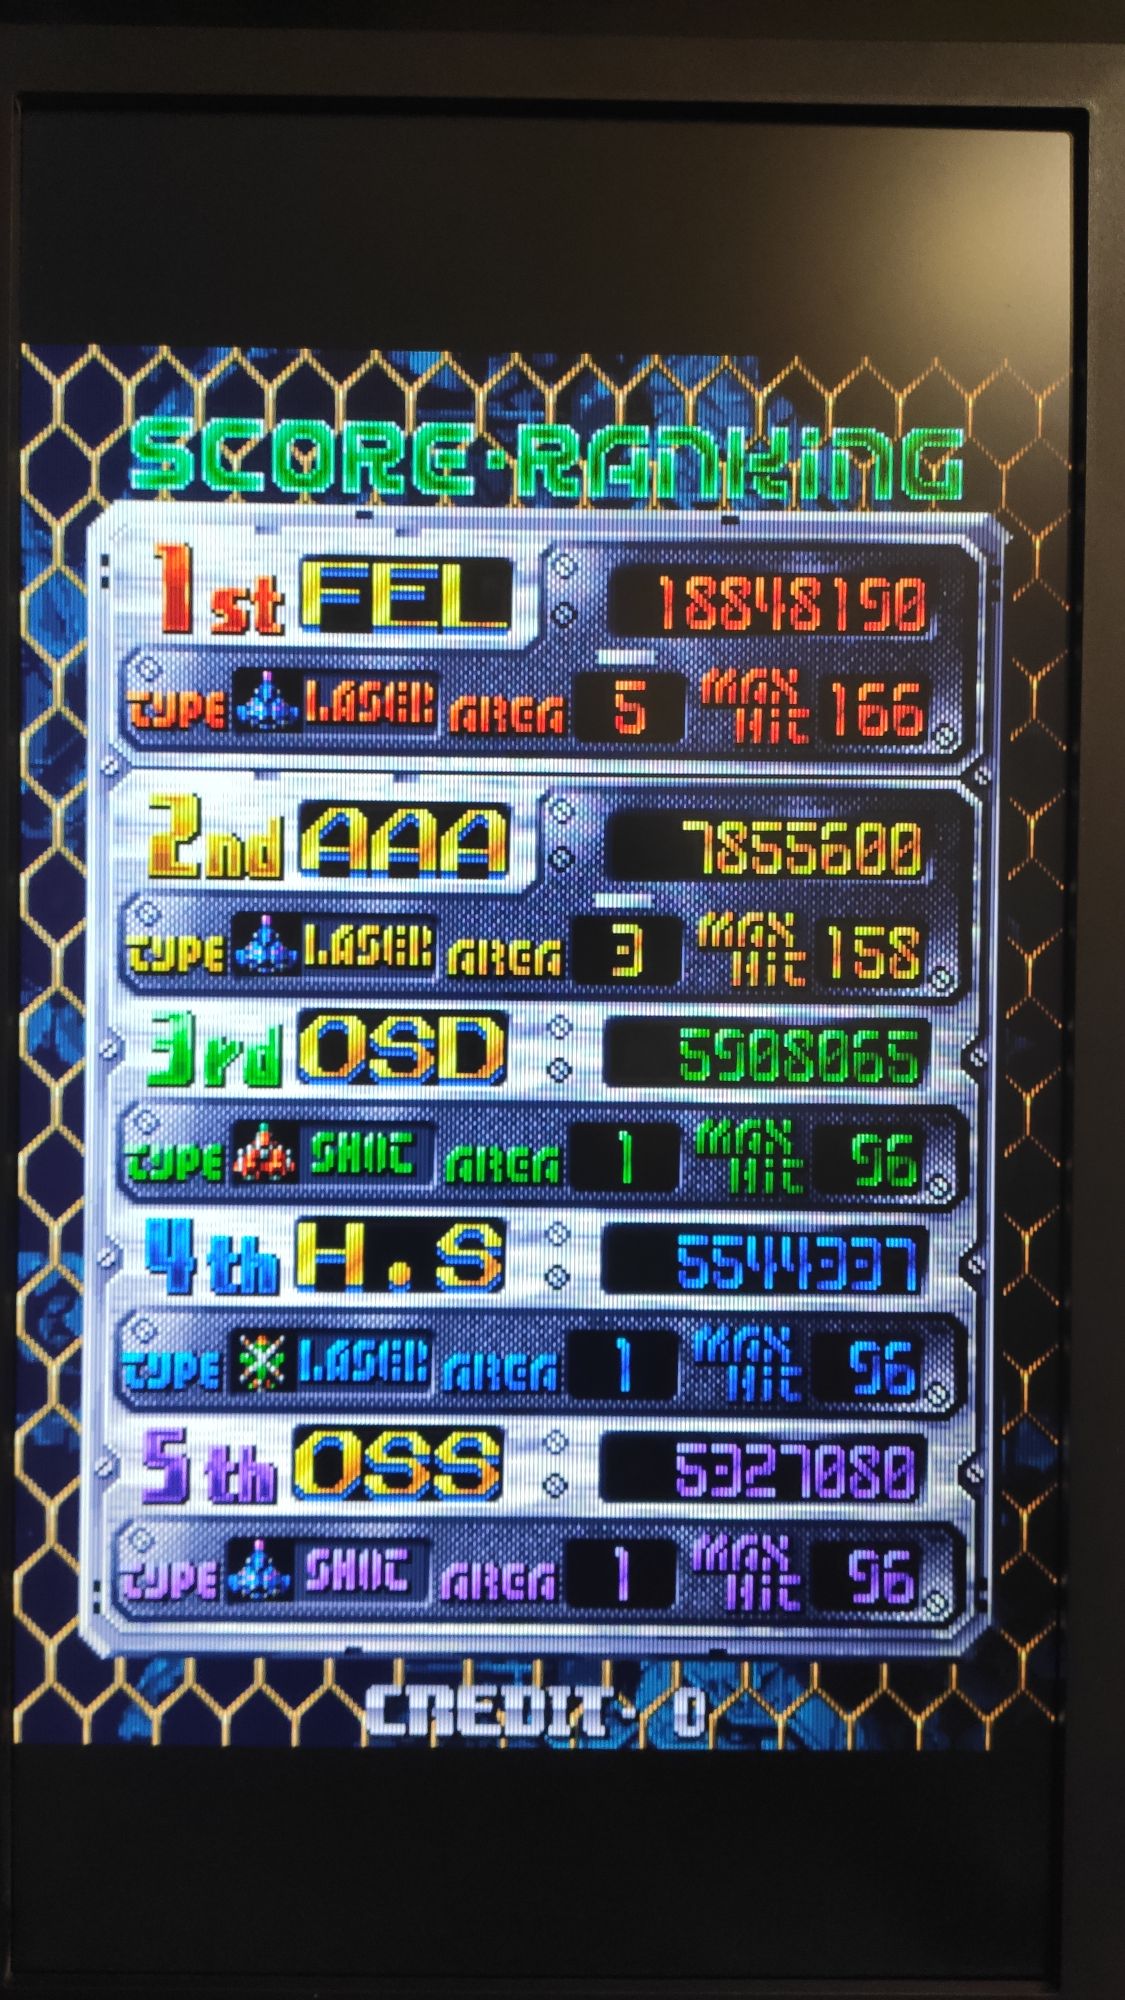 SCORE·RANKING
1st FEL 18848190
TYPE LASER AREA 5 MAX Hit 166
2nd AAA 7855600
TYPE LASER AREA 3 MAX Hit 158
3rd OSD 5908065
TYPE SHOT AREA 1 MAX Hit 96
4th H.S 5544337
TYPE LASER AREA 1 MAX Hit 96
5th OSS 5327080
TYPE SHOT AREA 1 MAX Hit 96
CREDIT· 0